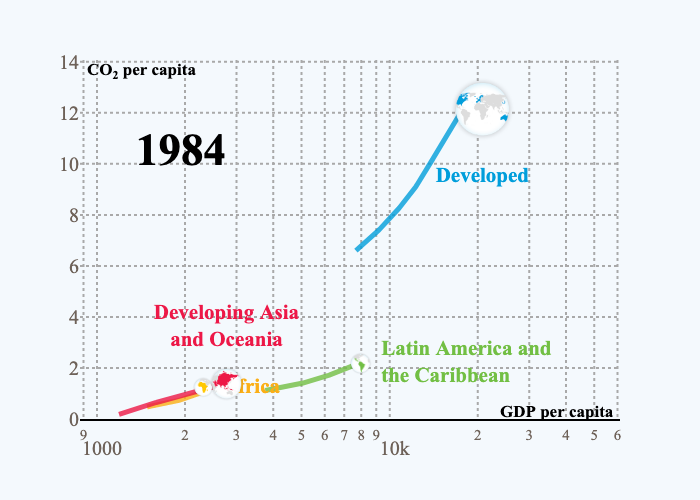 14
CO₂ per capita
12
1984
10
Developed
8
6
Developing Asia
and Oceania
4
Latin America and
the Caribbean
2
frica
GDP per capita
0
9 2 3 4 5 6 7 8 9 2 3 4 5 6
1000 10k